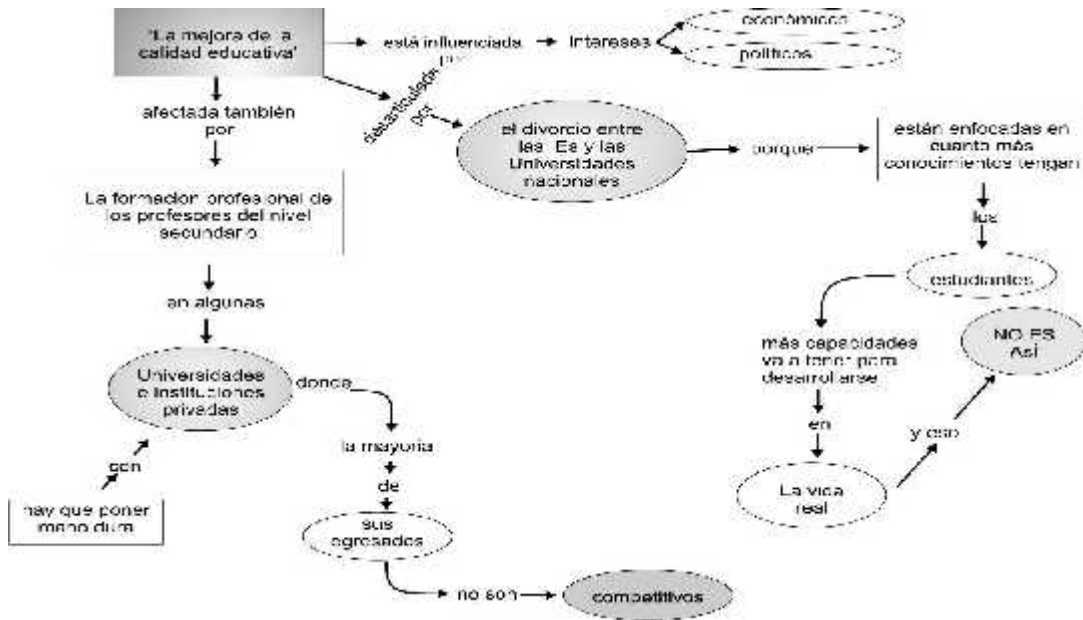 "La mejora de la
calidad educativa"
está influenciada
Intereses
económicos
políticos
desarticulada
por
afectada también
por
el divorcio entre
las Es y las
Universidades
nacionales
porque
están enfocadas en
cuanto más
conocimientos tengan
los
estudiantes
La formación profesional de
los profesores del nivel
secundario
en algunas
Universidades
e instituciones
privadas
donde
más capacidades
va a tener para
desarrollarse
en
La vida
real
y eso
NO ES
ASÍ
la mayoría
de
sus
egresados
no son
competitivos
con
hay que poner
mano dura